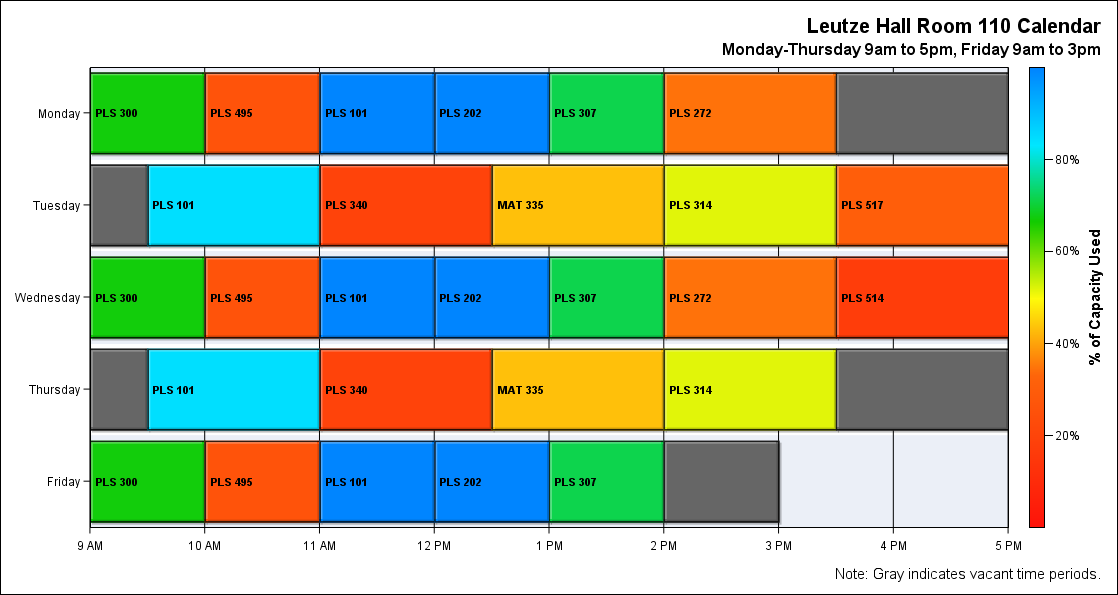 Leutze Hall Room 110 Calendar
Monday-Thursday 9am to 5pm, Friday 9am to 3pm
Monday
PLS 300
PLS 495
PLS 101
PLS 202
PLS 307
PLS 272
Tuesday
PLS 101
PLS 340
MAT 335
PLS 314
PLS 517
Wednesday
PLS 300
PLS 495
PLS 101
PLS 202
PLS 307
PLS 272
PLS 514
Thursday
PLS 101
PLS 340
MAT 335
PLS 314
Friday
PLS 300
PLS 495
PLS 101
PLS 202
PLS 307
9 AM
10 AM
11 AM
12 PM
1 PM
2 PM
3 PM
4 PM
5 PM
80%
60%
40%
20%
% of Capacity Used
Note: Gray indicates vacant time periods.